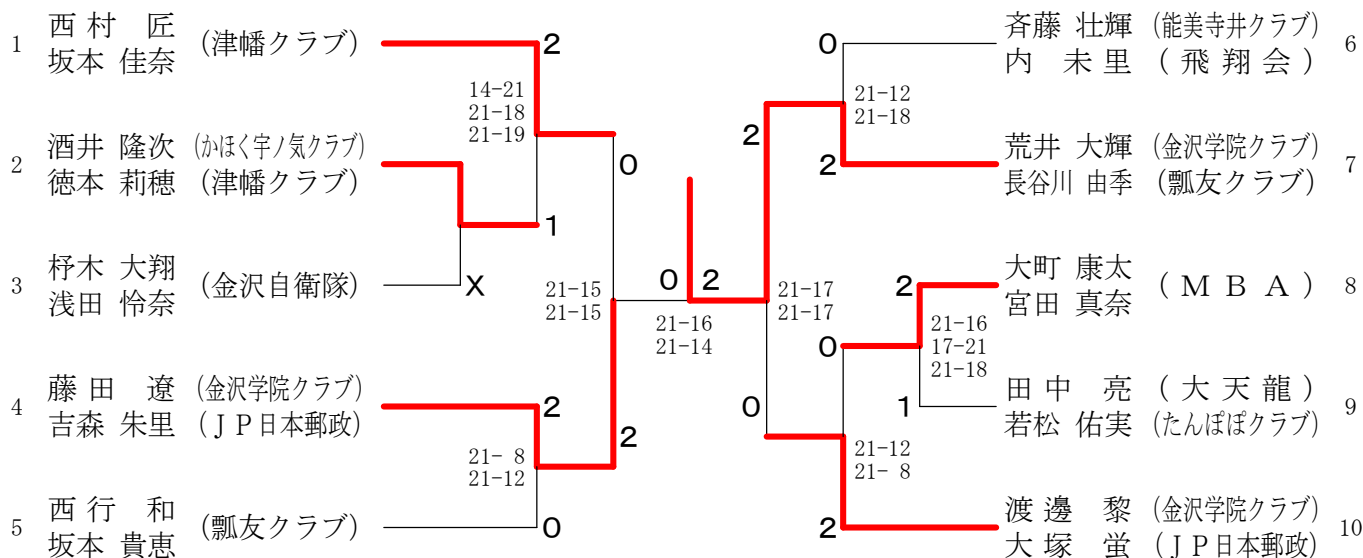 1 西村 匠 (津幡クラブ)
坂本 佳奈
2 酒井 隆次 (かほく宇ノ気クラブ)
徳本 莉穂 (津幡クラブ)
3 杼木 大翔 (金沢自衛隊)
浅田 怜奈
4 藤田 遼 (金沢学院クラブ)
吉森 朱里 (ＪＰ日本郵政)
5 西行 和 (瓢友クラブ)
坂本 貴恵
2
14-21
21-18
21-19
1
X
0
21-15
21-15
2
2
21- 8
21-12
0
0 2
21-16
21-14
2
21-17
21-17
0
0
21-12
21-18
2
2
21-16
17-21
21-18
1
0
21-12
21- 8
2
斉藤 壮輝 (能美寺井クラブ) 6
内 未里 (飛翔会)
荒井 大輝 (金沢学院クラブ) 7
長谷川 由季 (瓢友クラブ)
大町 康太 (ＭＢＡ) 8
宮田 真奈
田中 亮 (大天龍) 9
若松 佑実 (たんぽぽクラブ)
渡邊 黎 (金沢学院クラブ) 10
大塚 蛍 (ＪＰ日本郵政)